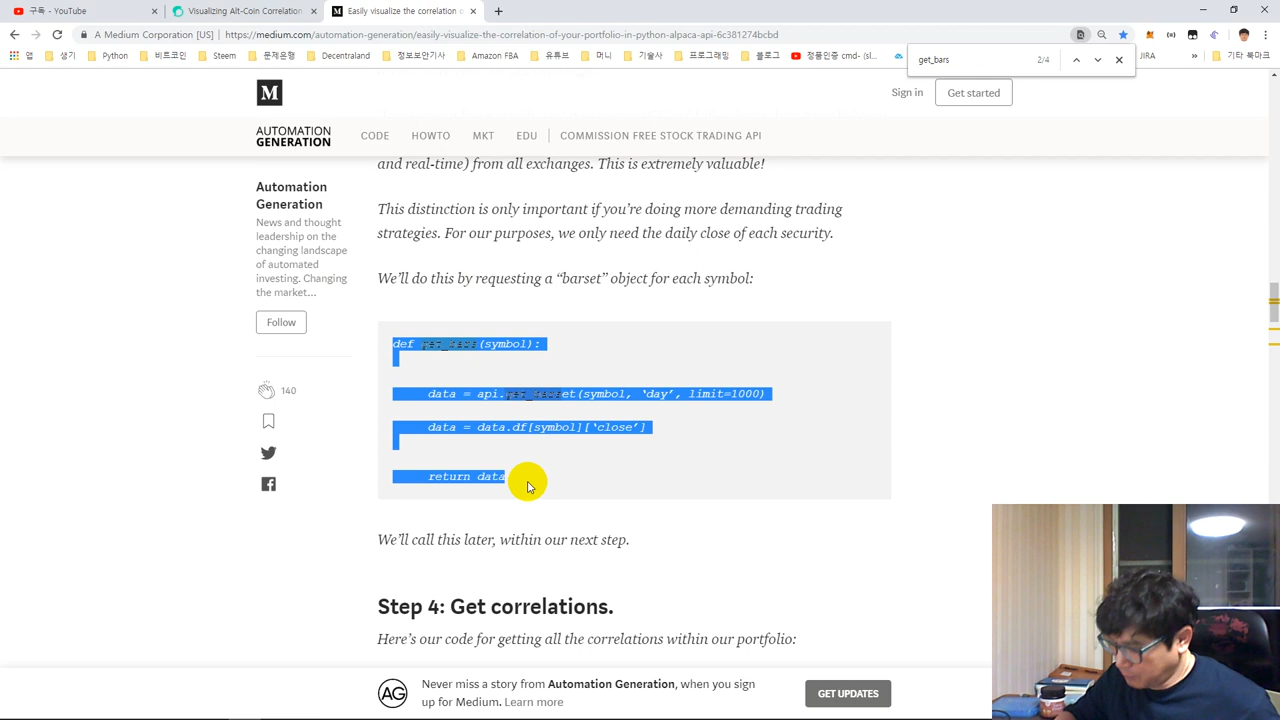 구독 - YouTube
Visualizing Alt-Coin Correlation
Easily visualize the correlation o
A Medium Corporation [US] | https://medium.com/automation-generation/easily-visualize-the-correlation-of-your-portfolio-in-python-alpaca-api-6c381274bcbd
앱
생기
Python
비트코인
Steem
문제은행
Decentraland
정보보안기사
Amazon FBA
유튜브
머니
기술사
프로그래밍
블로그
정품인증 cmd- (sl...
JIRA
기타 북마크
get_bars
2/4
M
Sign in
Get started
AUTOMATION
GENERATION
CODE
HOWTO
MKT
EDU
COMMISSION FREE STOCK TRADING API
and real-time) from all exchanges. This is extremely valuable!
Automation
Generation
News and thought
leadership on the
changing landscape
of automated
investing. Changing
the market...
Follow
140
This distinction is only important if you’re doing more demanding trading
strategies. For our purposes, we only need the daily close of each security.
We’ll do this by requesting a “barset” object for each symbol:
def get_bars(symbol):
data = api.get_barset(symbol, ‘day’, limit=1000)
data = data.df[symbol][‘close’]
return data
We’ll call this later, within our next step.
Step 4: Get correlations.
Here’s our code for getting all the correlations within our portfolio:
AG
Never miss a story from Automation Generation, when you sign
up for Medium. Learn more
GET UPDATES